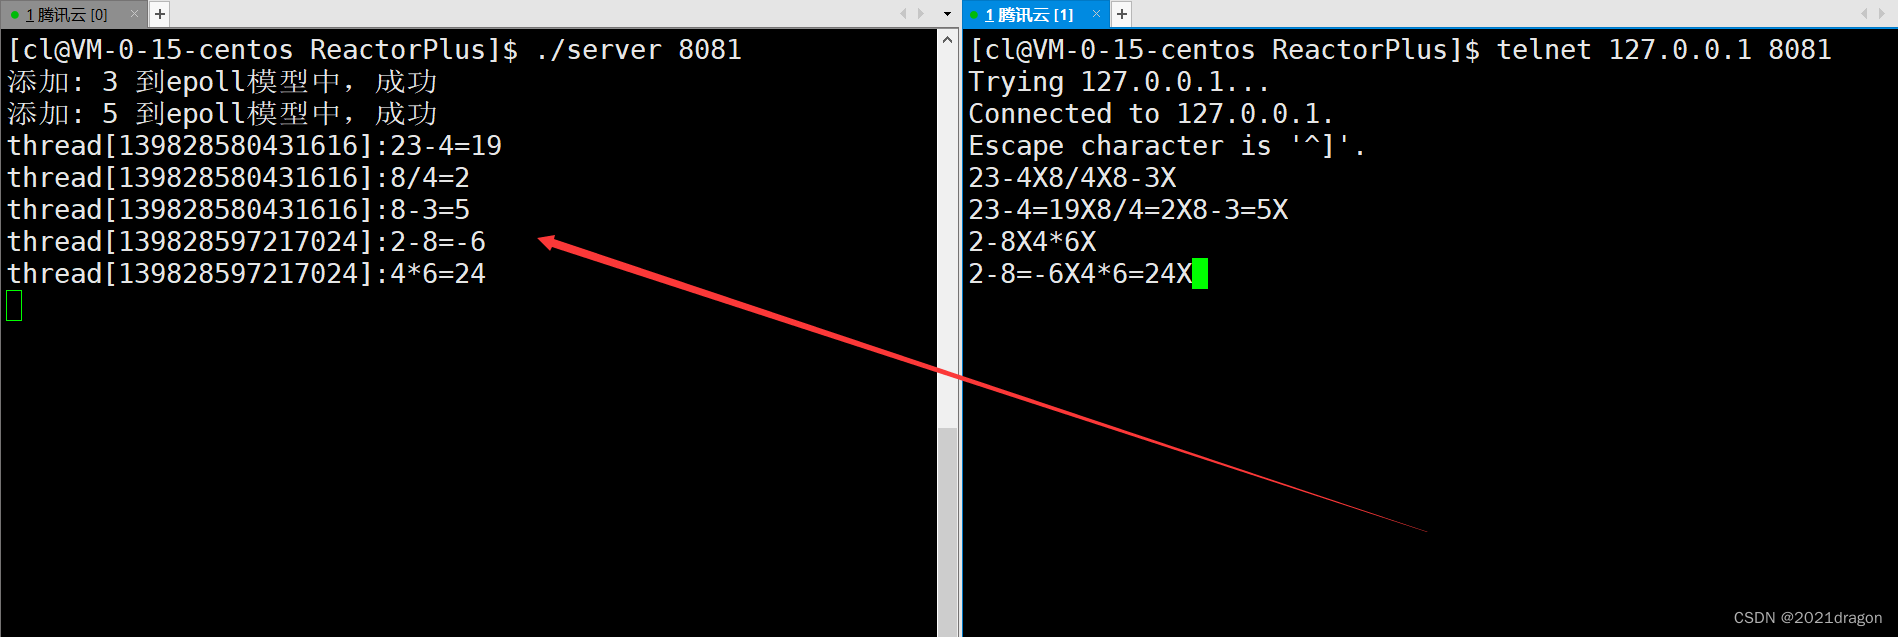 1 腾讯云 [0]
[cl@VM-0-15-centos ReactorPlus]$ ./server 8081
添加: 3 到epoll模型中，成功
添加: 5 到epoll模型中，成功
thread[139828580431616]:23-4=19
thread[139828580431616]:8/4=2
thread[139828580431616]:8-3=5
thread[139828597217024]:2-8=-6
thread[139828597217024]:4*6=24
1 腾讯云 [1]
[cl@VM-0-15-centos ReactorPlus]$ telnet 127.0.0.1 8081
Trying 127.0.0.1...
Connected to 127.0.0.1.
Escape character is '^]'.
23-4X8/4X8-3X
23-4=19X8/4=2X8-3=5X
2-8X4*6X
2-8=-6X4*6=24X
CSDN @2021dragon